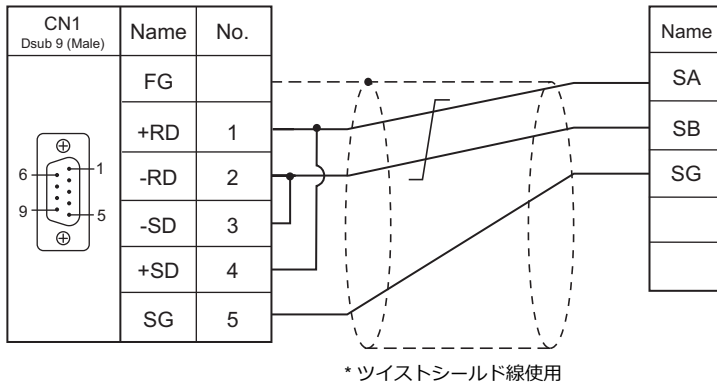 CN1
Dsub 9 (Male)
Name
No.
Name
FG
SA
+RD
1
SB
-RD
2
SG
-SD
3
+SD
4
SG
5
6
1
9
5
* ツイストシールド線使用